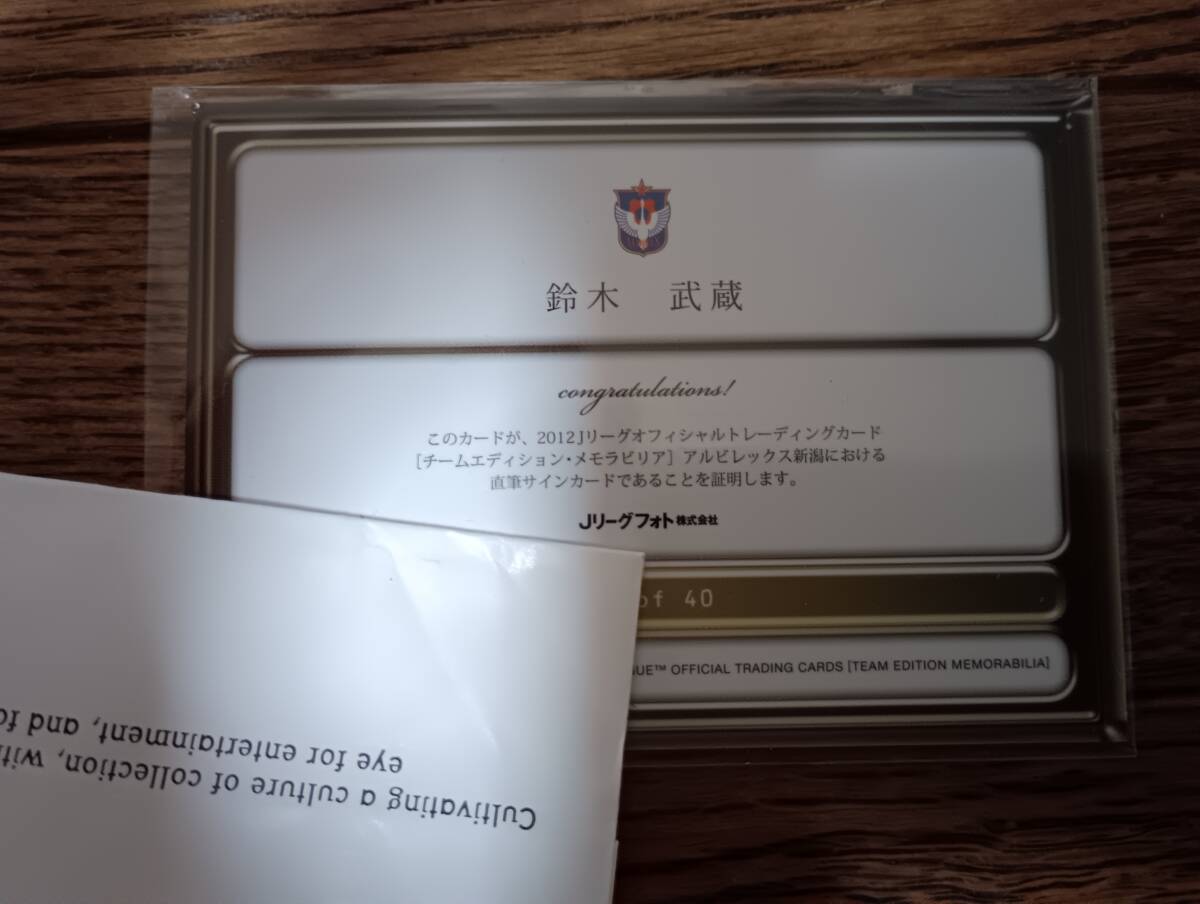 鈴木 武蔵
congratulations!
このカードが、2012Jリーグオフィシャルトレーディングカード
[チームエディション・メモラビリア] アルビレックス新潟における
直筆サインカードであることを証明します。
Jリーグフォト株式会社
of 40
OFFICIAL TRADING CARDS [TEAM EDITION MEMORABILIA]
Cultivating a culture of collection,
eye for entertainment, and